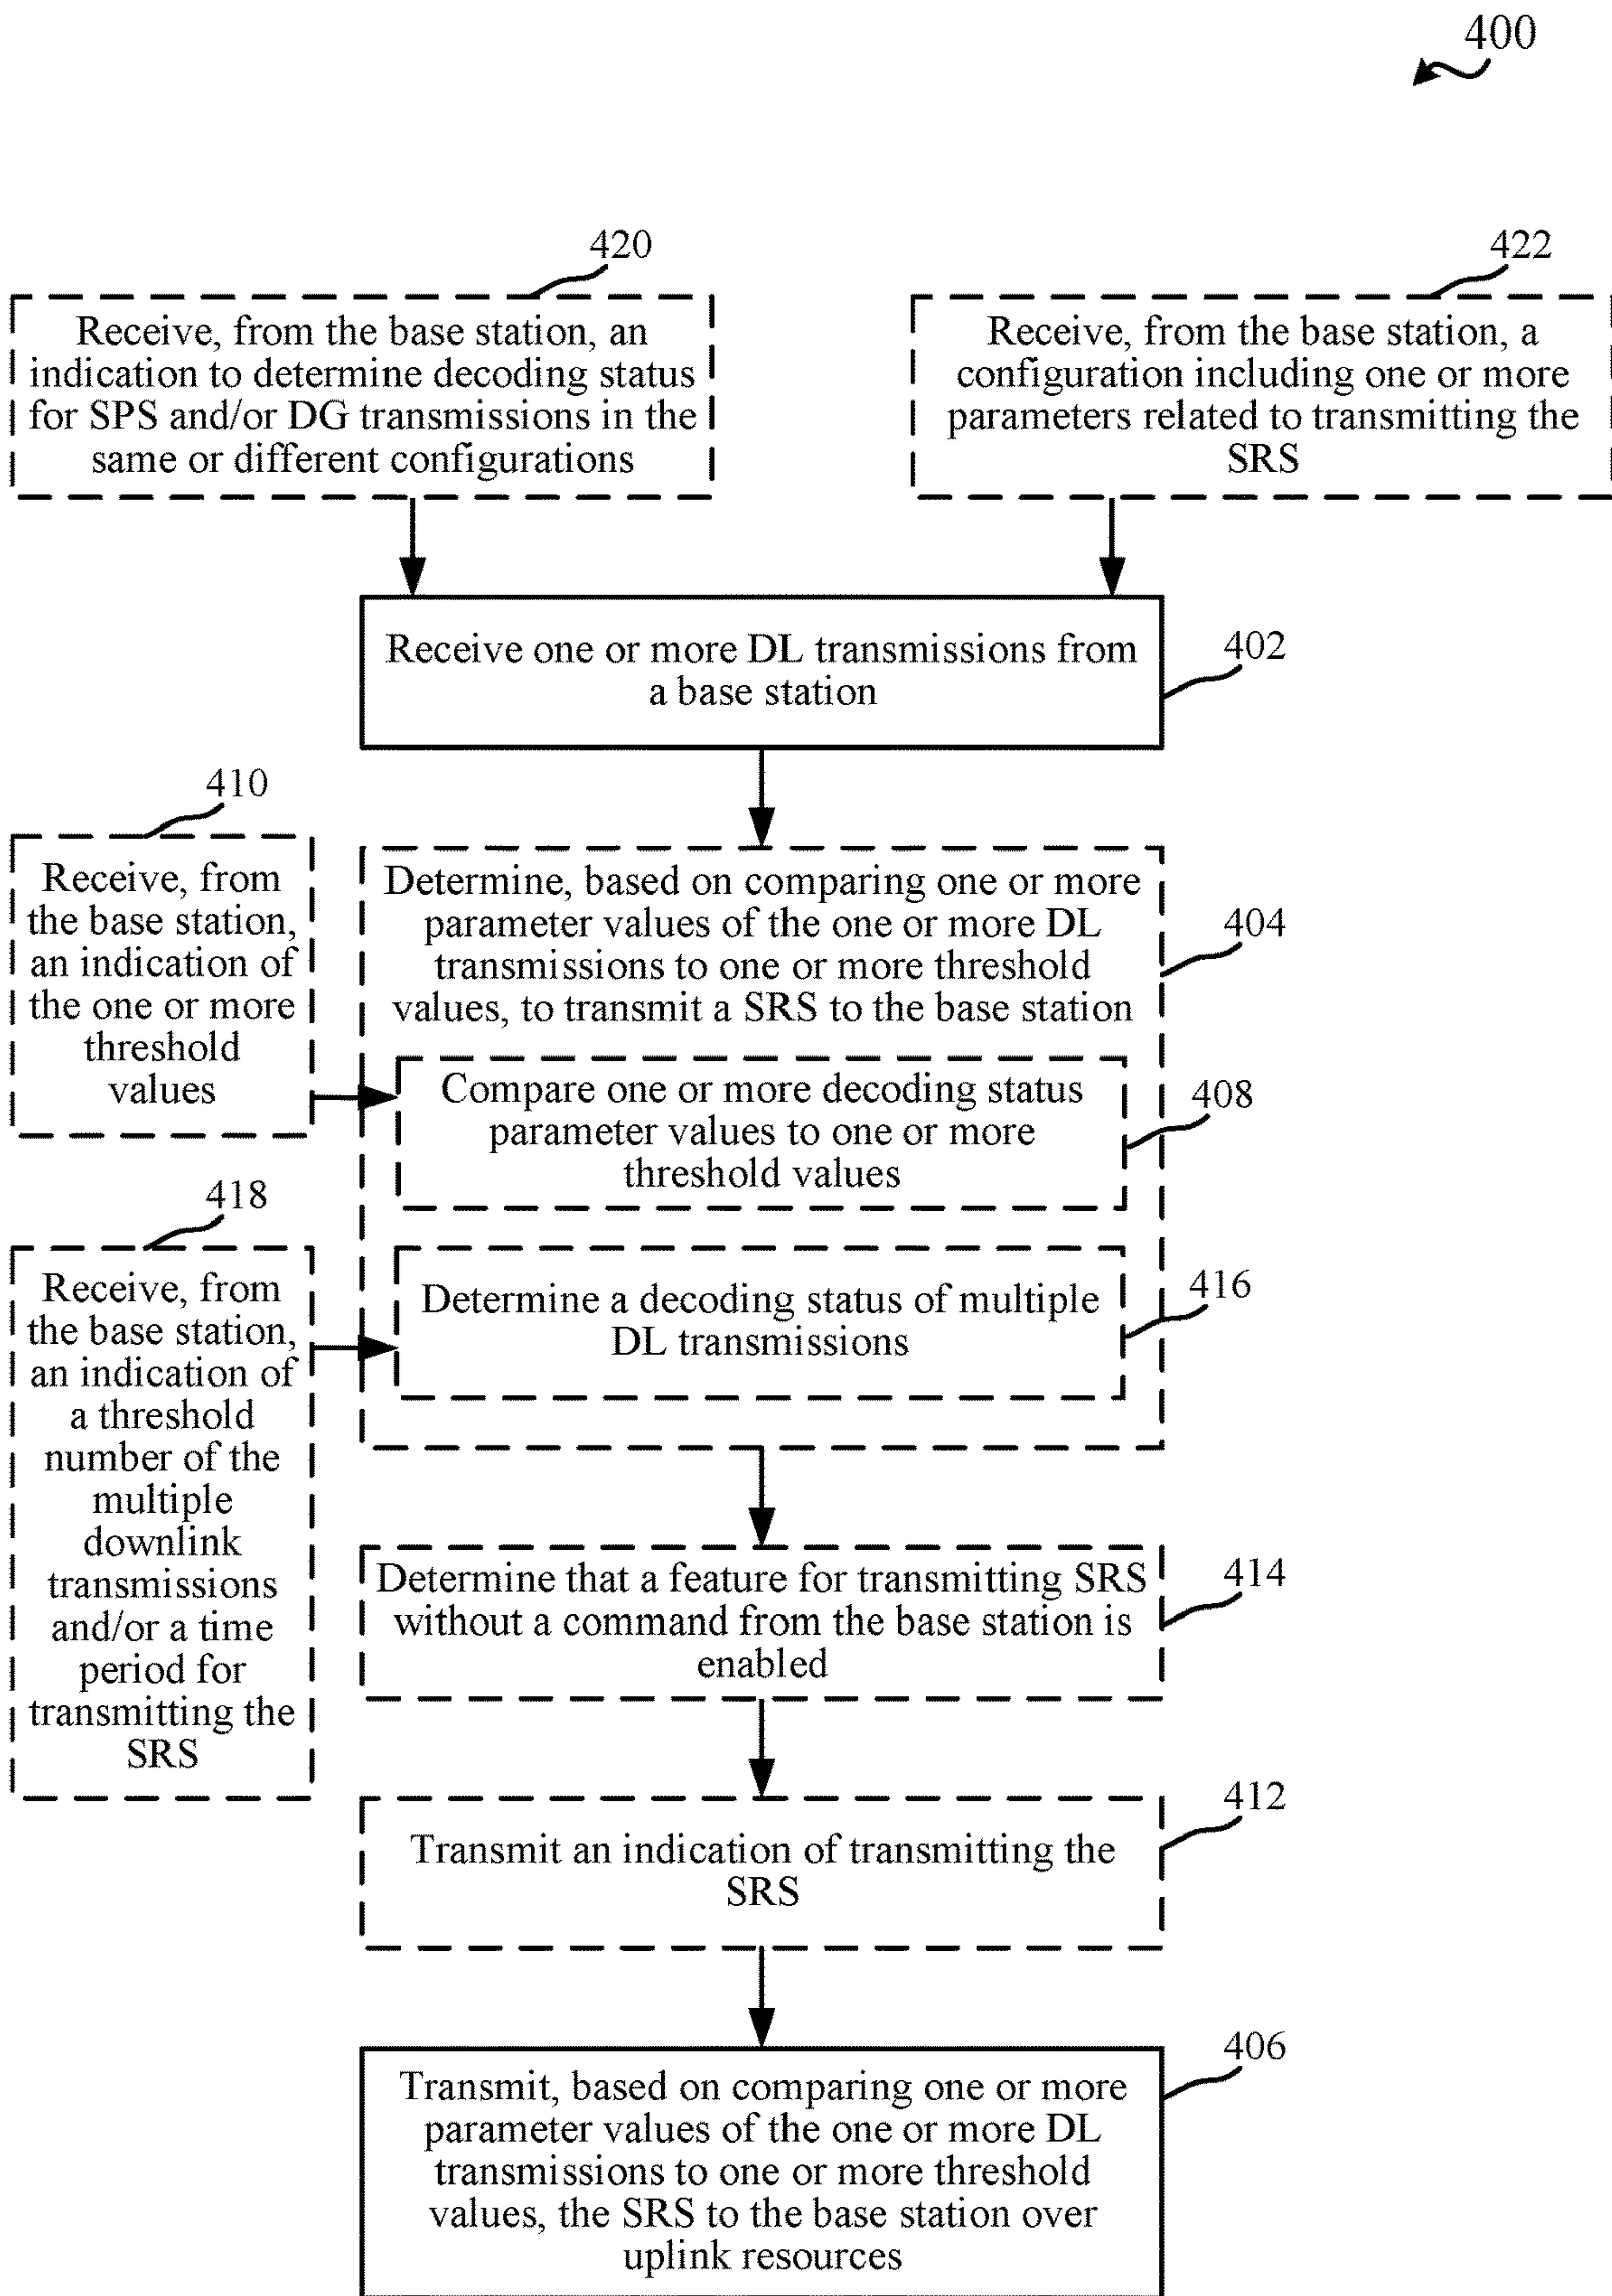 400
420
Receive, from the base station, an
indication to determine decoding status
for SPS and/or DG transmissions in the
same or different configurations
422
Receive, from the base station, a
configuration including one or more
parameters related to transmitting the
SRS
Receive one or more DL transmissions from
a base station
402
410
Receive, from
the base station,
an indication of
the one or more
threshold
values
Determine, based on comparing one or more
parameter values of the one or more DL
transmissions to one or more threshold
values, to transmit a SRS to the base station
404
Compare one or more decoding status
parameter values to one or more
threshold values
408
418
Receive, from
the base station,
an indication of
a threshold
number of the
multiple
downlink
transmissions
and/or a time
period for
transmitting the
SRS
Determine a decoding status of multiple
DL transmissions
416
Determine that a feature for transmitting SRS
without a command from the base station is
enabled
414
Transmit an indication of transmitting the
SRS
412
Transmit, based on comparing one or more
parameter values of the one or more DL
transmissions to one or more threshold
values, the SRS to the base station over
uplink resources
406